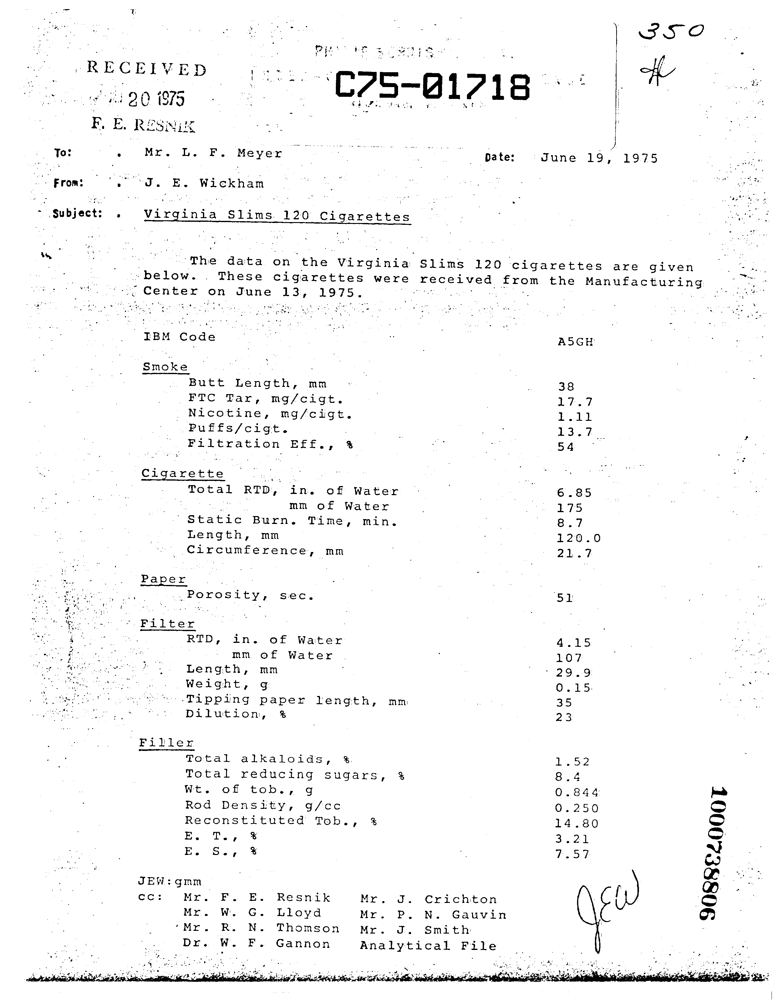 350
RECEIVED
C75-01718
20 1975
F. E. RESNIK
To: . Mr. L. F. Meyer
Date: June 19, 1975
From: . J. E. Wickham
Subject: . Virginia Slims 120 Cigarettes
The data on the Virginia Slims 120 cigarettes are given
below. These cigarettes were received from the Manufacturing
Center on June 13, 1975.
IBM Code A5GH
Smoke
Butt Length, mm 38
FTC Tar, mg/cigt. 17.7
Nicotine, mg/cigt. 1.11
Puffs/cigt. 13.7
Filtration Eff., % 54
Cigarette
Total RTD, in. of Water 6.85
mm of Water 175
Static Burn. Time, min. 8.7
Length, mm 120.0
Circumference, mm 21.7
Paper
Porosity, sec. 51
Filter
RTD, in. of Water 4.15
mm of Water 107
Length, mm 29.9
Weight, g 0.15
Tipping paper length, mm 35
Dilution, % 23
Filler
Total alkaloids, % 1.52
Total reducing sugars, % 8.4
Wt. of tob., g 0.844
Rod Density, g/cc 0.250
Reconstituted Tob., % 14.80
E. T., % 3.21
E. S., % 7.57
JEW:gmm
cc: Mr. F. E. Resnik Mr. J. Crichton
Mr. W. G. Lloyd Mr. P. N. Gauvin
Mr. R. N. Thomson Mr. J. Smith
Dr. W. F. Gannon Analytical File
JEW
1000738806